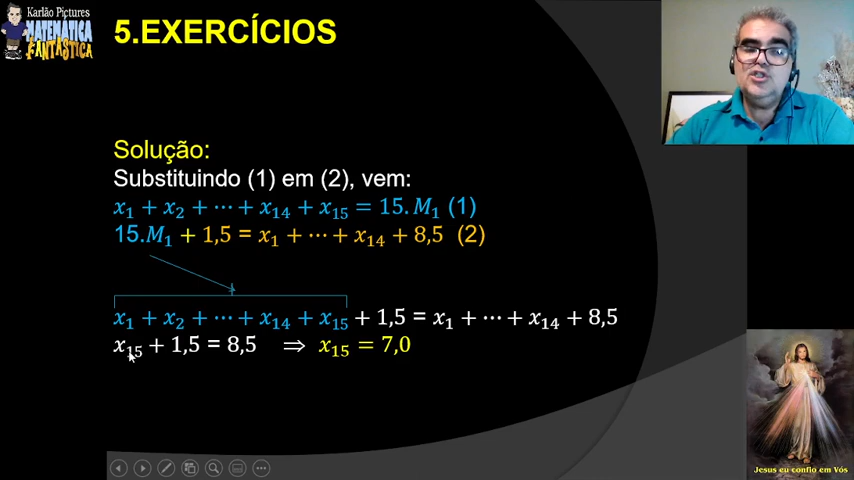 Karlão Pictures
MATEMÁTICA
FANTÁSTICA
5.EXERCÍCIOS
Solução:
Substituindo (1) em (2), vem:
x₁ + x₂ + ⋯ + x₁₄ + x₁₅ = 15. M₁ (1)
15.M₁ + 1,5 = x₁ + ⋯ + x₁₄ + 8,5 (2)
x₁ + x₂ + ⋯ + x₁₄ + x₁₅ + 1,5 = x₁ + ⋯ + x₁₄ + 8,5
x₁₅ + 1,5 = 8,5 ⇒ x₁₅ = 7,0
Jesus eu confio em Vós